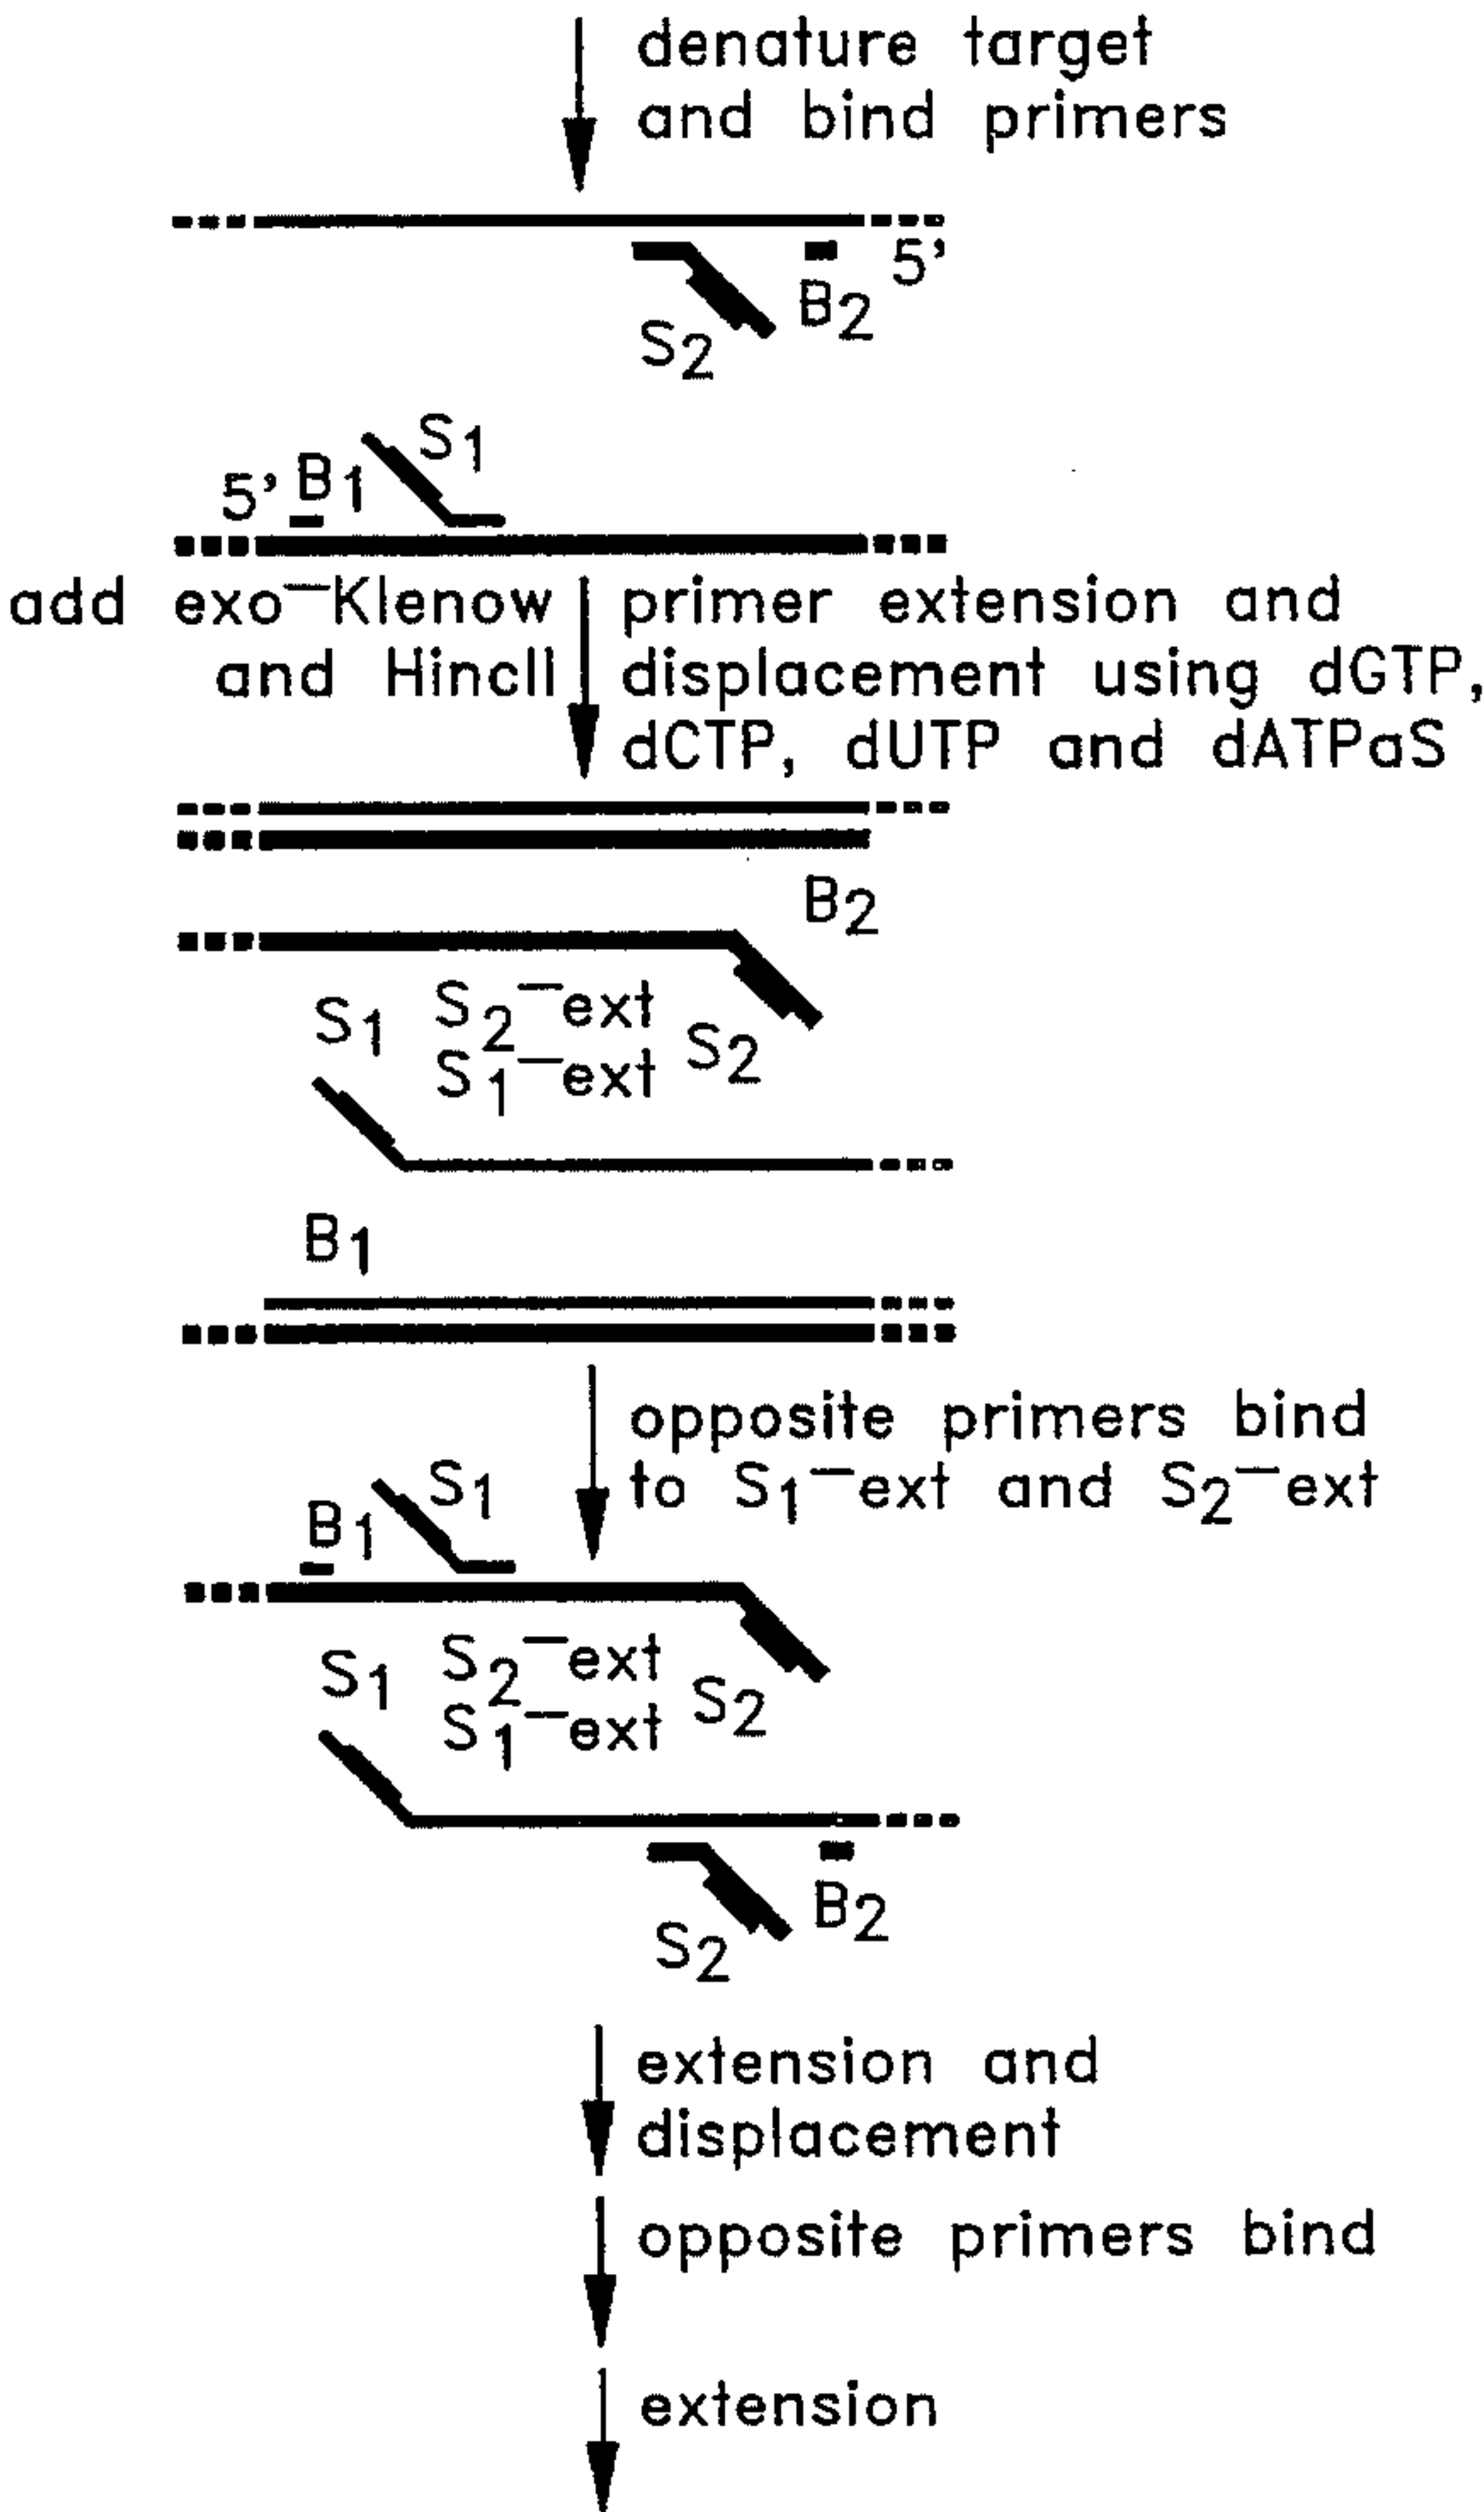 denature target
and bind primers
5'
B2
S2
S1
5' B1
add exo-Klenow
and HincII
primer extension and
displacement using dGTP,
dCTP, dUTP and dATPaS
B2
S1 S2-ext
S1-ext S2
B1
opposite primers bind
to S1-ext and S2-ext
S1
B1
S1 S2-ext
S1-ext S2
B2
S2
extension and
displacement
opposite primers bind
extension